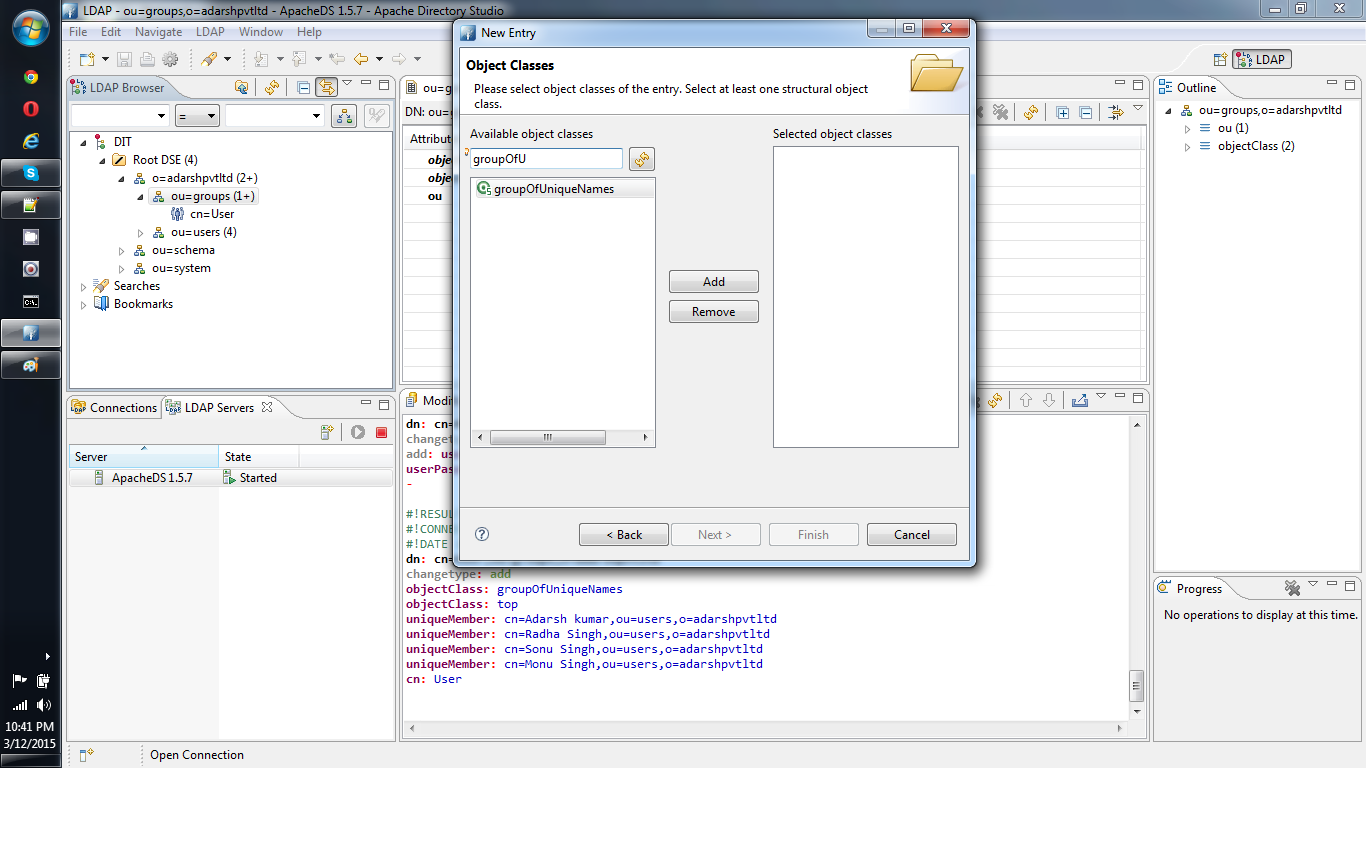 LDAP - ou=groups,o=adarshpvtltd - ApacheDS 1.5.7 - Apache Directory Studio
File Edit Navigate LDAP Window Help
LDAP
LDAP Browser
=
DIT
Root DSE (4)
o=adarshpvtltd (2+)
ou=groups (1+)
cn=User
ou=users (4)
ou=schema
ou=system
Searches
Bookmarks
Connections
LDAP Servers
Server State
ApacheDS 1.5.7 Started
ou=
DN: ou=
Attribut
objec
objec
ou
New Entry
Object Classes
Please select object classes of the entry. Select at least one structural object
class.
Available object classes
Selected object classes
groupOfU
groupOfUniqueNames
Add
Remove
< Back Next > Finish Cancel
Outline
ou=groups,o=adarshpvtltd
ou (1)
objectClass (2)
Modi
dn: cn=
changet
add: us
userPas
-
#!RESUL
#!CONNE
#!DATE
dn: cn=
changetype: add
objectClass: groupOfUniqueNames
objectClass: top
uniqueMember: cn=Adarsh kumar,ou=users,o=adarshpvtltd
uniqueMember: cn=Radha Singh,ou=users,o=adarshpvtltd
uniqueMember: cn=Sonu Singh,ou=users,o=adarshpvtltd
uniqueMember: cn=Monu Singh,ou=users,o=adarshpvtltd
cn: User
Progress
No operations to display at this time.
10:41 PM
3/12/2015
Open Connection